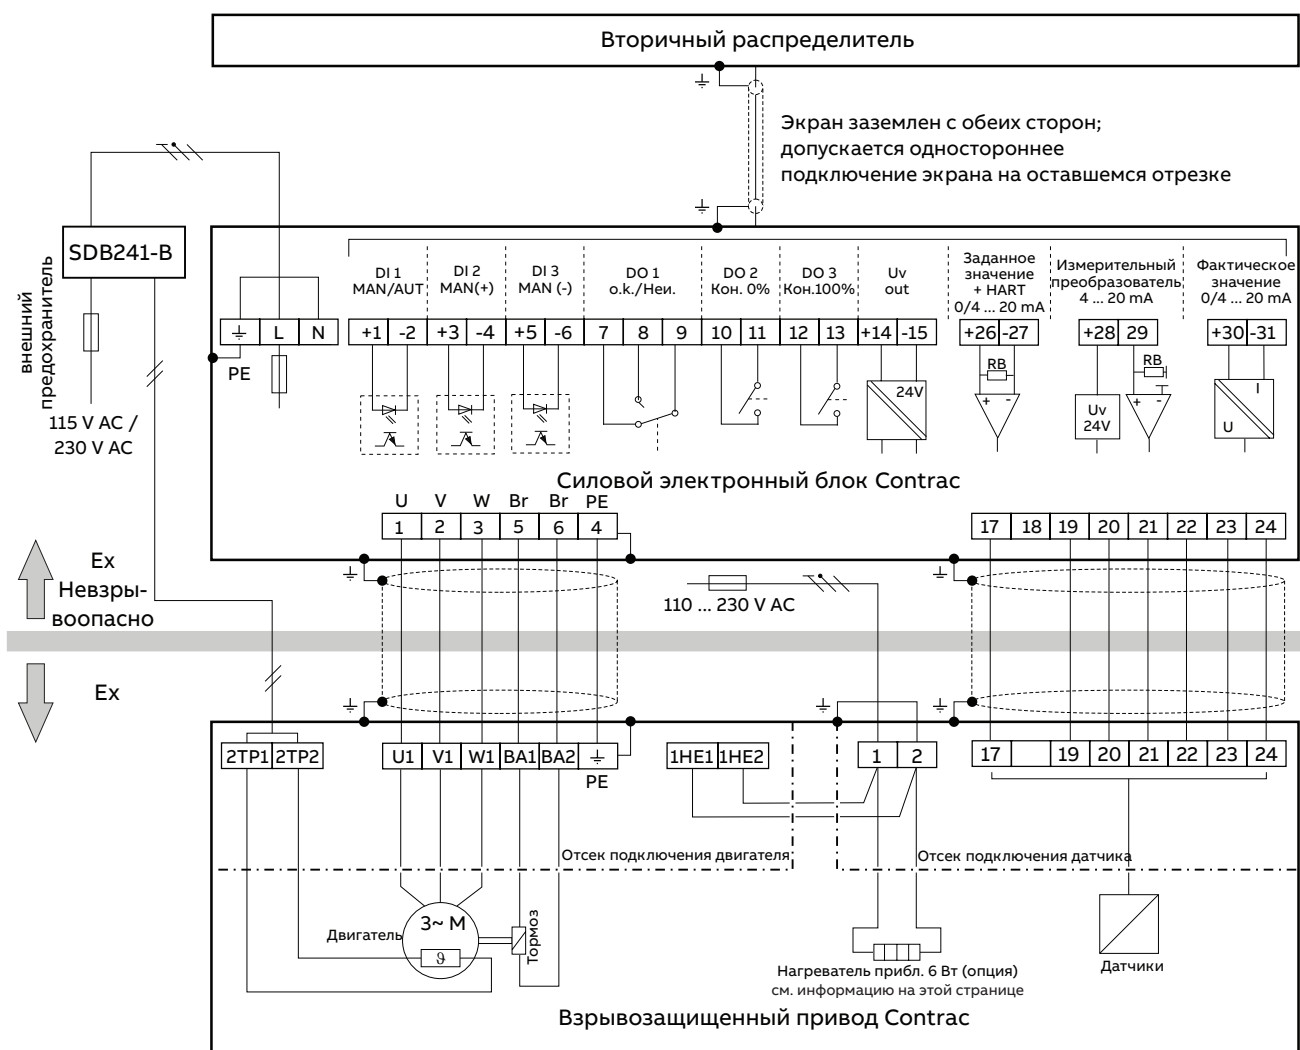 Вторичный распределитель
Экран заземлен с обеих сторон;
допускается одностороннее
подключение экрана на оставшемся отрезке
SDB241-B
внешний
предохранитель
115 V AC /
230 V AC
DI 1
MAN/AUT
DI 2
MAN(+)
DI 3
MAN (-)
DO 1
o.k./Неи.
DO 2
Кон. 0%
DO 3
Кон.100%
Uv
out
Заданное
значение
+ HART
0/4 ... 20 mA
Измерительный
преобразователь
4 ... 20 mA
Фактическое
значение
0/4 ... 20 mA
L N
PE
+1 -2 +3 -4 +5 -6 7 8 9 10 11 12 13 +14 -15 +26 -27 +28 29 +30 -31
24V
RB
+ -
Uv
24V
RB
+ -
I
U
Силовой электронный блок Contrac
U V W Br Br PE
1 2 3 5 6 4
17 18 19 20 21 22 23 24
Ex
Невзры-
воопасно
110 ... 230 V AC
Ex
2TP1 2TP2
U1 V1 W1 BA1 BA2
PE
1HE1 1HE2
1 2
17 19 20 21 22 23 24
Отсек подключения двигателя
Отсек подключения датчика
Двигатель
3~ M
ϑ
Тормоз
Нагреватель прибл. 6 Вт (опция)
см. информацию на этой странице
Датчики
Взрывозащищенный привод Contrac